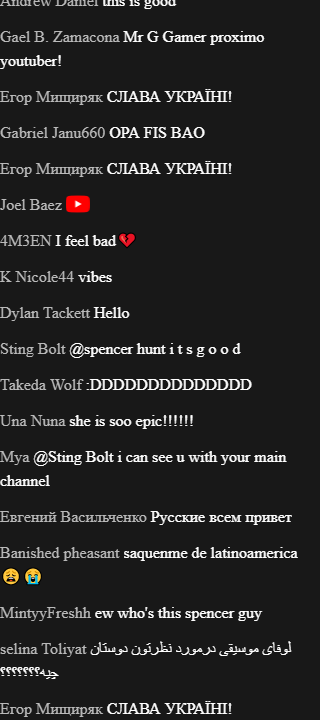 Andrew Daniel this is good
Gael B. Zamacona Mr G Gamer proximo
youtuber!
Егор Мищиряк СЛАВА УКРАЇНІ!
Gabriel Janu660 OPA FIS BAO
Егор Мищиряк СЛАВА УКРАЇНІ!
Joel Baez
4M3EN I feel bad 💔
K Nicole44 vibes
Dylan Tackett Hello
Sting Bolt @spencer hunt i t s g o o d
Takeda Wolf :DDDDDDDDDDDDDDD
Una Nuna she is soo epic!!!!!!
Mya @Sting Bolt i can see u with your main
channel
Евгений Васильченко Русские всем привет
Banished pheasant saquenme de latinoamerica
😩 😭
MintyyFreshh ew who's this spencer guy
selina Toliyat لوفای موسیقی درمورد نظرتون دوستان
چیه؟؟؟؟؟؟؟
Егор Мищиряк СЛАВА УКРАЇНІ!